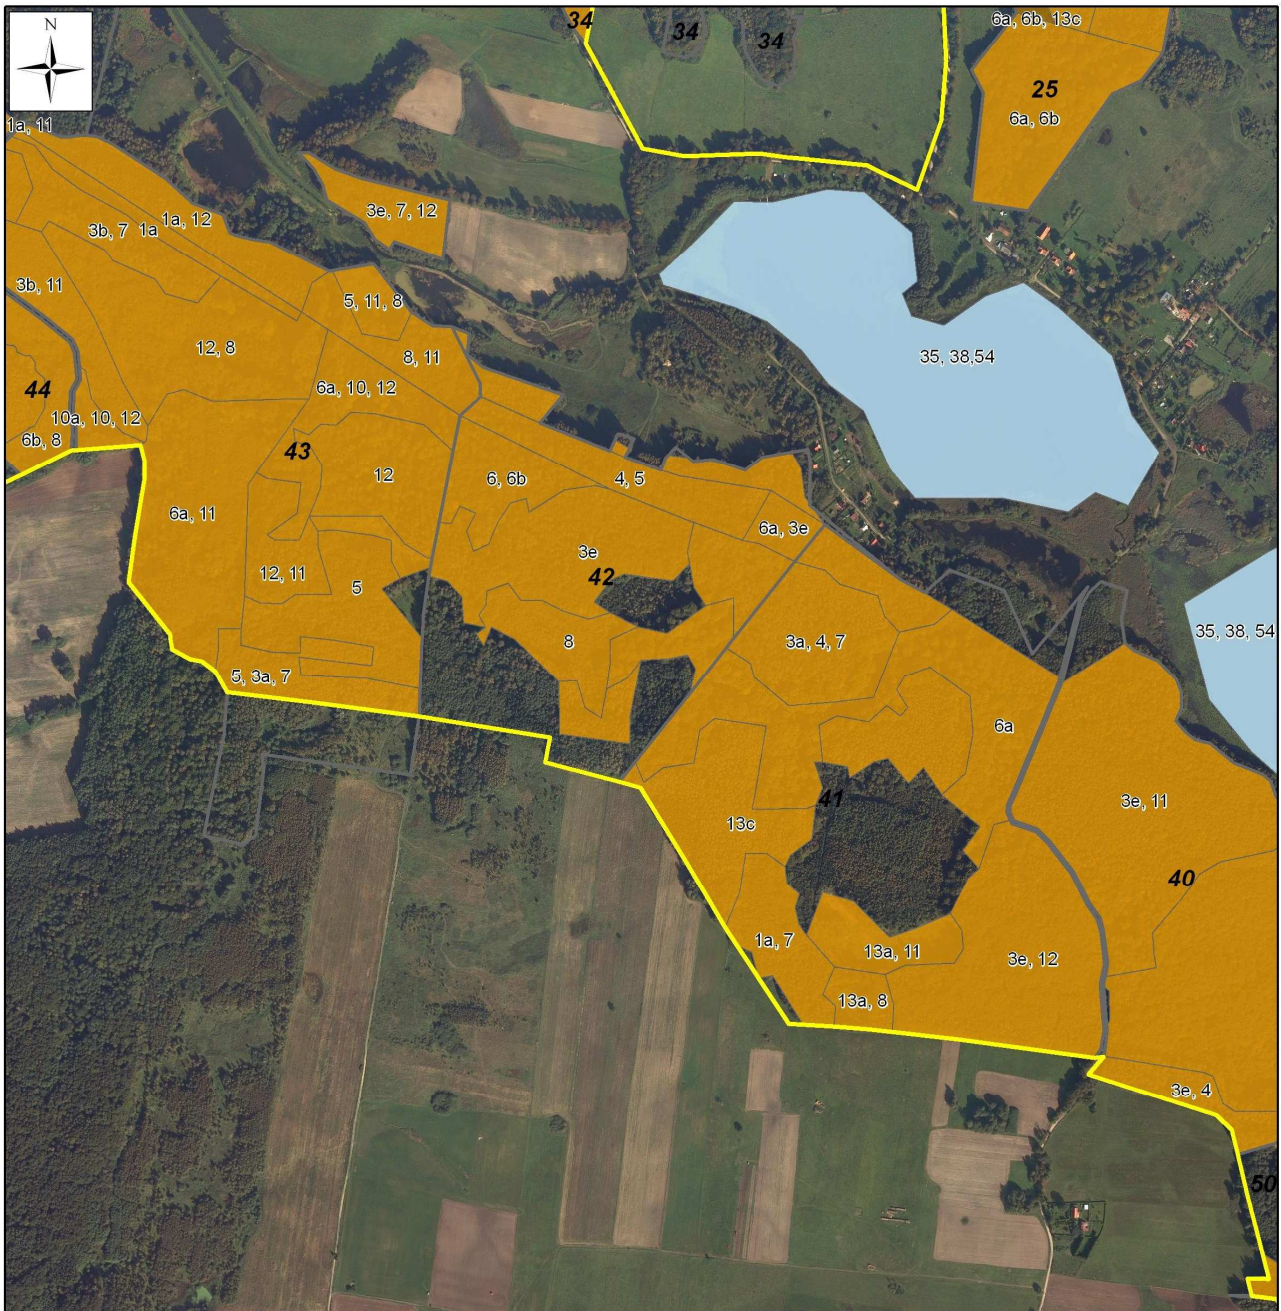 N
34
34
34
6a, 6b, 13c
25
6a, 6b
1a, 11
3b, 7
1a
1a, 12
3e, 7, 12
3b, 11
5, 11, 8
12, 8
8, 11
35, 38,54
6a, 10, 12
44
10a, 10, 12
6b, 8
43
12
6, 6b
4, 5
6a, 11
6a, 3e
3e
12, 11
42
5
8
3a, 4, 7
35, 38, 54
5, 3a, 7
6a
41
3e, 11
13c
40
1a, 7
13a, 11
3e, 12
13a, 8
3e, 4
50